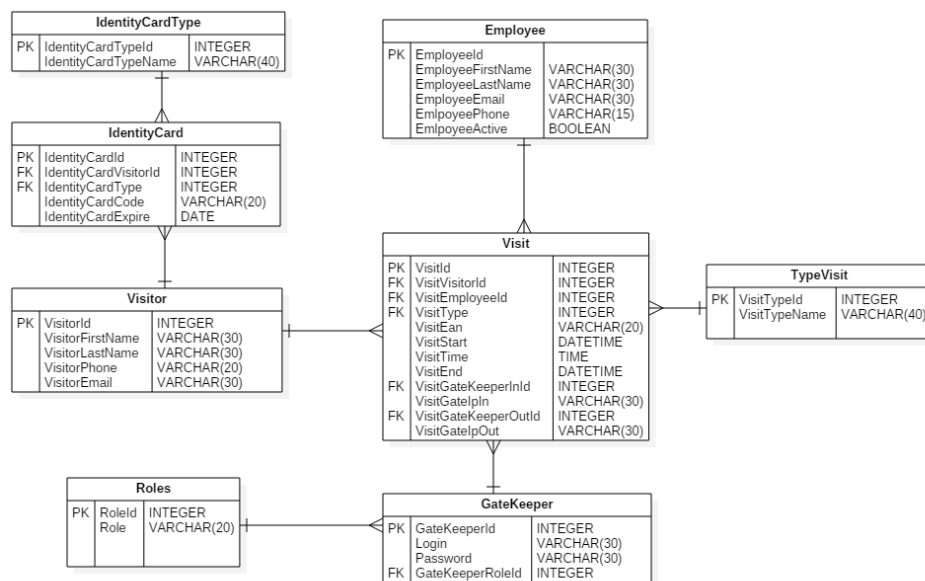 IdentityCardType
PK IdentityCardTypeId INTEGER
IdentityCardTypeName VARCHAR(40)
Employee
PK EmployeeId
EmployeeFirstName VARCHAR(30)
EmployeeLastName VARCHAR(30)
EmployeeEmail VARCHAR(30)
EmlpoyeePhone VARCHAR(15)
EmlpoyeeActive BOOLEAN
IdentityCard
PK IdentityCardId INTEGER
FK IdentityCardVisitorId INTEGER
FK IdentityCardType INTEGER
IdentityCardCode VARCHAR(20)
IdentityCardExpire DATE
Visit
PK VisitId INTEGER
FK VisitVisitorId INTEGER
FK VisitEmployeeId INTEGER
FK VisitType INTEGER
VisitEan VARCHAR(20)
VisitStart DATETIME
VisitTime TIME
VisitEnd DATETIME
FK VisitGateKeeperInId INTEGER
VisitGateIpIn VARCHAR(30)
FK VisitGateKeeperOutId INTEGER
VisitGateIpOut VARCHAR(30)
TypeVisit
PK VisitTypeId INTEGER
VisitTypeName VARCHAR(40)
Visitor
PK VisitorId INTEGER
VisitorFirstName VARCHAR(30)
VisitorLastName VARCHAR(30)
VisitorPhone VARCHAR(20)
VisitorEmail VARCHAR(30)
Roles
PK RoleId INTEGER
Role VARCHAR(20)
GateKeeper
PK GateKeeperId INTEGER
Login VARCHAR(30)
Password VARCHAR(30)
FK GateKeeperRoleId INTEGER